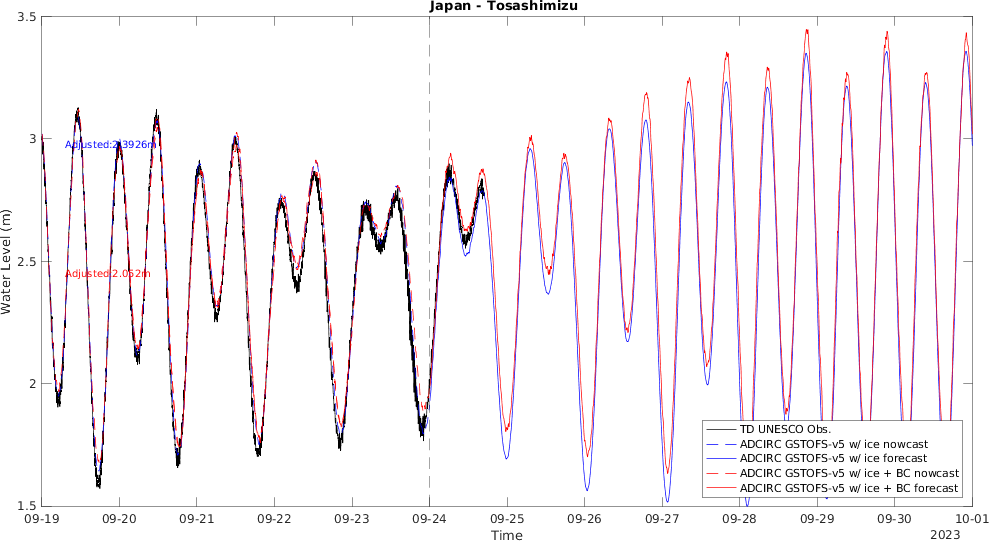 Japan - Tosashimizu
3.5
3
2.5
2
1.5
Water Level (m)
Adjusted:2.3926m
Adjusted:2.052m
TD UNESCO Obs.
ADCIRC GSTOFS-v5 w/ ice nowcast
ADCIRC GSTOFS-v5 w/ ice forecast
ADCIRC GSTOFS-v5 w/ ice + BC nowcast
ADCIRC GSTOFS-v5 w/ ice + BC forecast
09-19 09-20 09-21 09-22 09-23 09-24 09-25 09-26 09-27 09-28 09-29 09-30 10-01
Time
2023